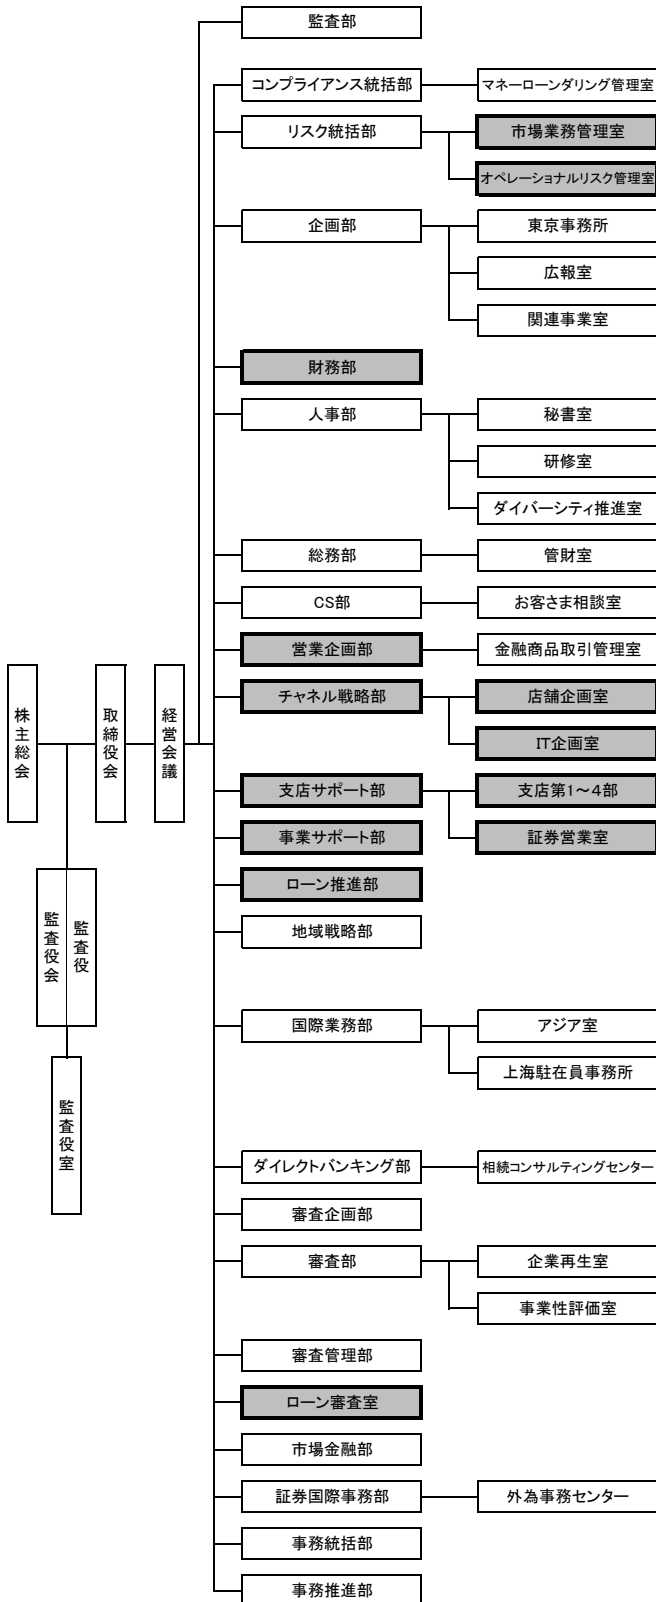 監査部
コンプライアンス統括部
マネーローンダリング管理室
リスク統括部
市場業務管理室
オペレーショナルリスク管理室
企画部
東京事務所
広報室
関連事業室
財務部
人事部
秘書室
研修室
ダイバーシティ推進室
総務部
管財室
CS部
お客さま相談室
営業企画部
金融商品取引管理室
チャネル戦略部
店舗企画室
IT企画室
株主総会
取締役会
経営会議
支店サポート部
支店第1~4部
事業サポート部
証券営業室
ローン推進部
監査役会
監査役
地域戦略部
国際業務部
アジア室
上海駐在員事務所
監査役室
ダイレクトバンキング部
相続コンサルティングセンター
審査企画部
審査部
企業再生室
事業性評価室
審査管理部
ローン審査室
市場金融部
証券国際事務部
外為事務センター
事務統括部
事務推進部